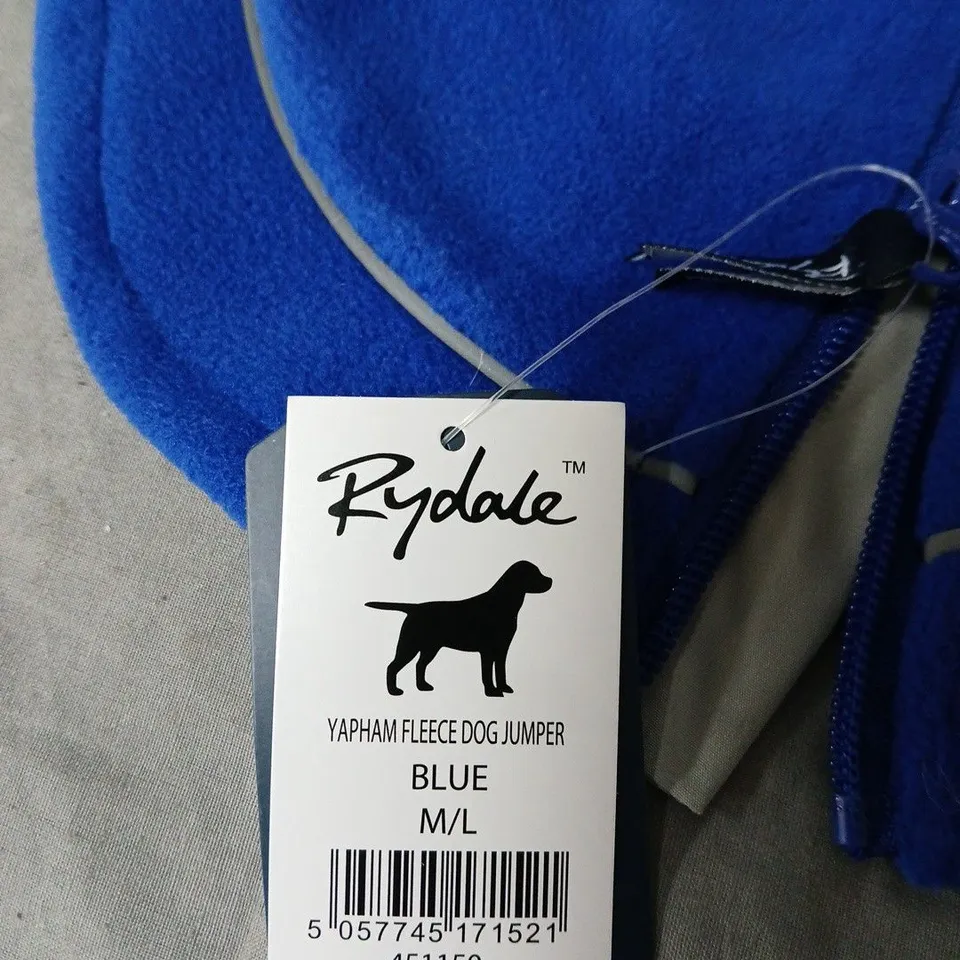 Rydale™
YAPHAM FLEECE DOG JUMPER
BLUE
M/L
5 057745 171521